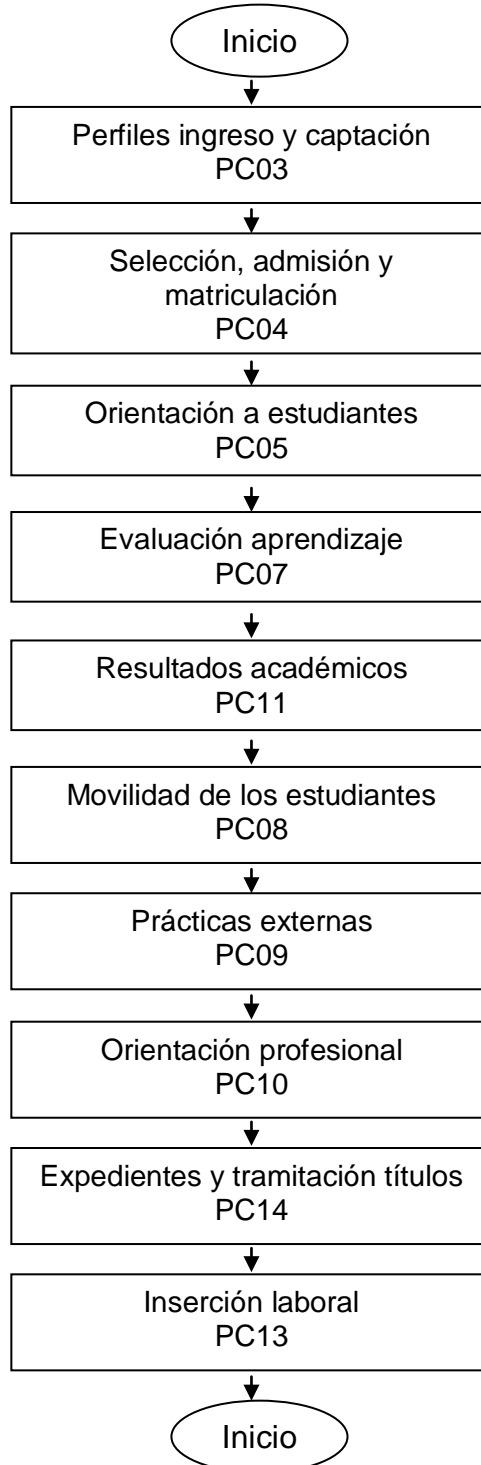 Inicio
Perfiles ingreso y captación
PC03
Selección, admisión y
matriculación
PC04
Orientación a estudiantes
PC05
Evaluación aprendizaje
PC07
Resultados académicos
PC11
Movilidad de los estudiantes
PC08
Prácticas externas
PC09
Orientación profesional
PC10
Expedientes y tramitación títulos
PC14
Inserción laboral
PC13
Inicio